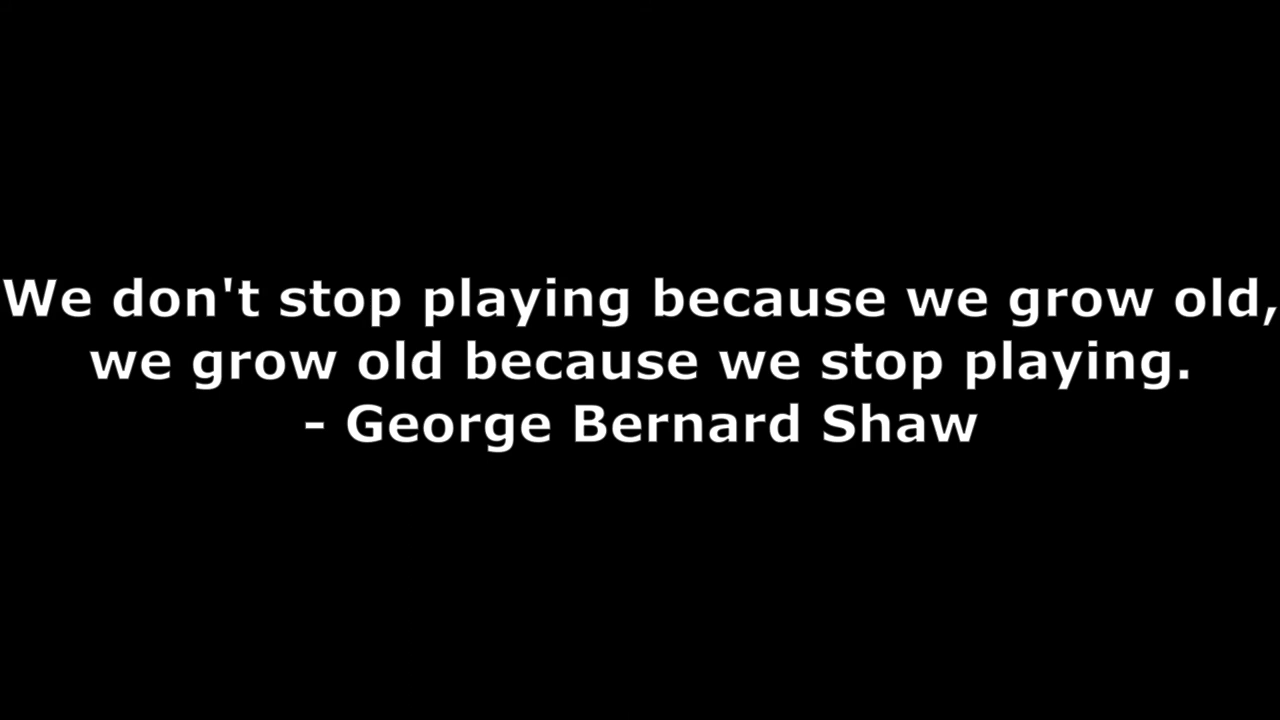 We don't stop playing because we grow old,
we grow old because we stop playing.
- George Bernard Shaw